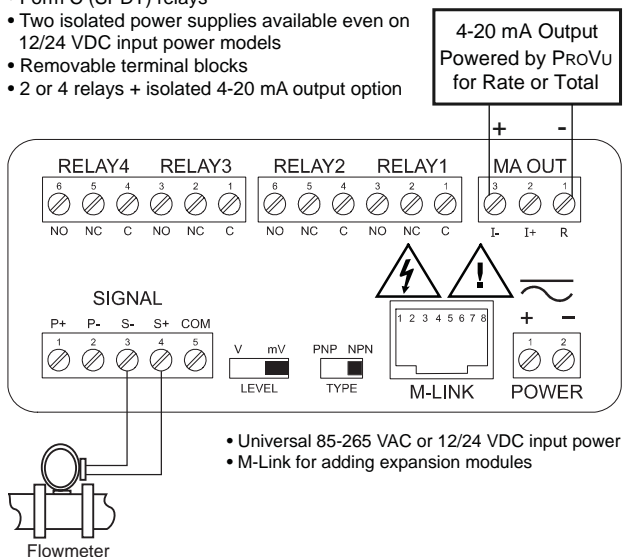 • Form C (SPDT) relays
• Two isolated power supplies available even on
12/24 VDC input power models
• Removable terminal blocks
• 2 or 4 relays + isolated 4-20 mA output option
4-20 mA Output
Powered by PROVU
for Rate or Total
+ -
RELAY4 RELAY3 RELAY2 RELAY1 MA OUT
6 5 4 3 2 1 6 5 4 3 2 1 3 2 1
NO NC C NO NC C NO NC C NO NC C I- I+ R
SIGNAL
P+ P- S- S+ COM
1 2 3 4 5
V mV
LEVEL
PNP NPN
TYPE
1 2 3 4 5 6 7 8
M-LINK
+ −
1 2
POWER
• Universal 85-265 VAC or 12/24 VDC input power
• M-Link for adding expansion modules
Flowmeter